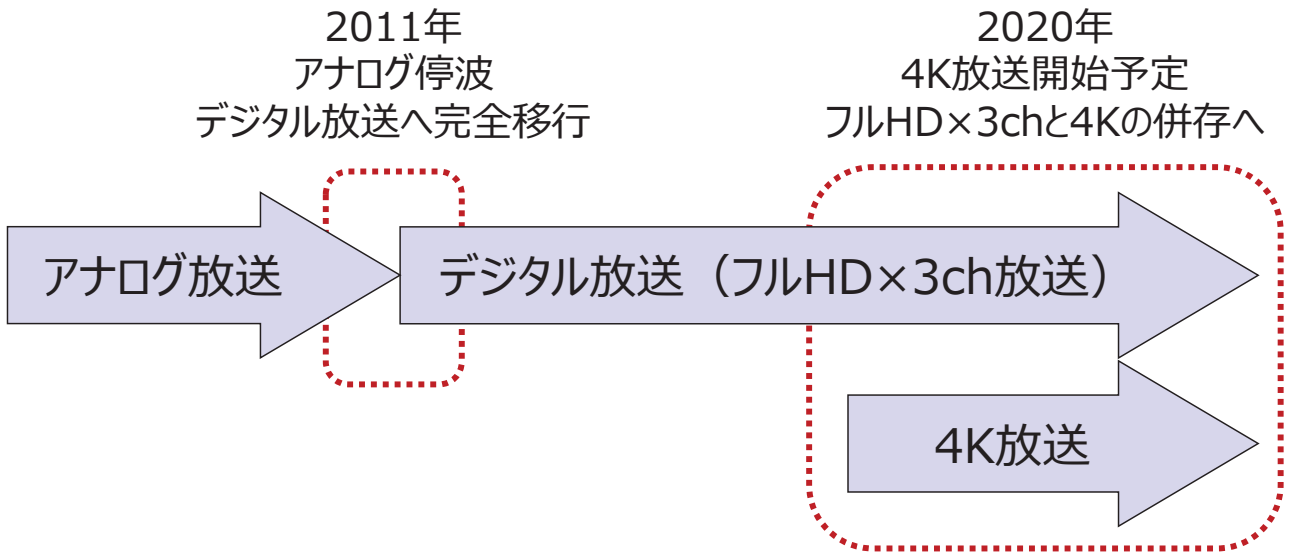 2011年
アナログ停波
デジタル放送へ完全移行
2020年
4K放送開始予定
フルHD×3chと4Kの併存へ
アナログ放送
デジタル放送（フルHD×3ch放送）
4K放送